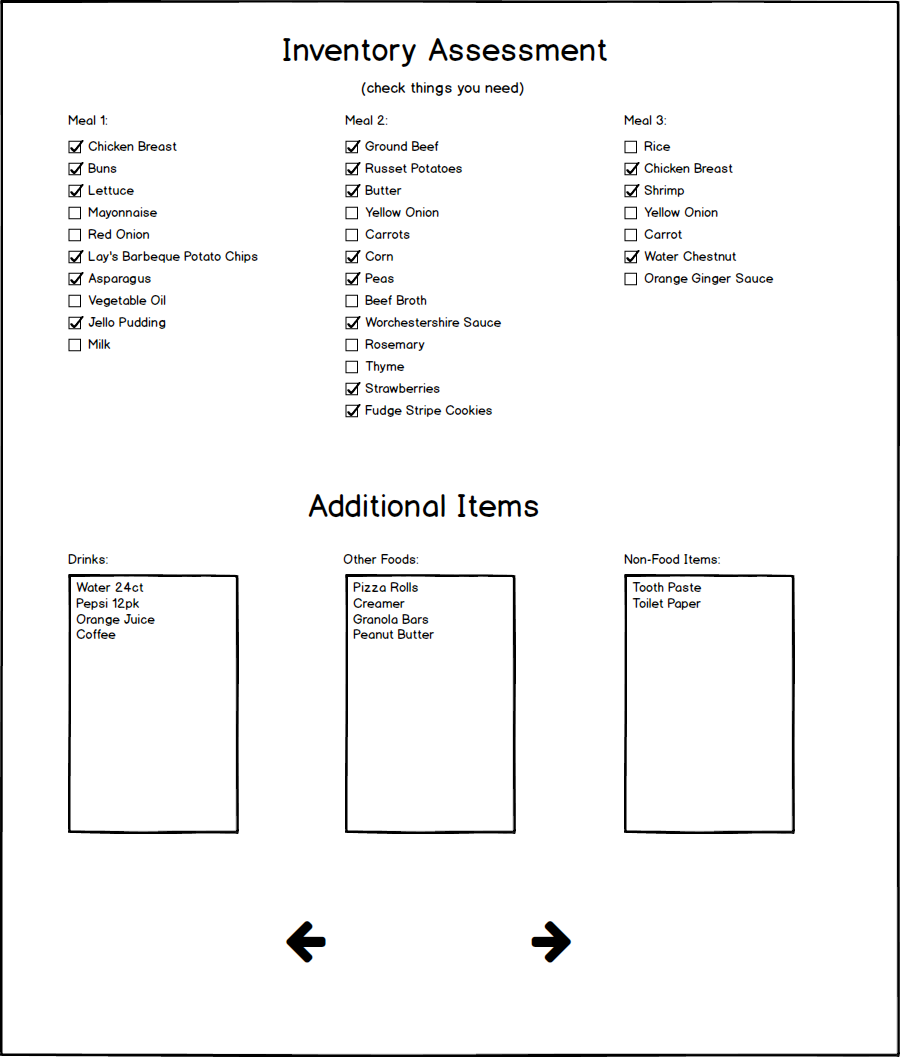 Inventory Assessment
(check things you need)
Meal 1:
Chicken Breast
Buns
Lettuce
Mayonnaise
Red Onion
Lay's Barbeque Potato Chips
Asparagus
Vegetable Oil
Jello Pudding
Milk
Meal 2:
Ground Beef
Russet Potatoes
Butter
Yellow Onion
Carrots
Corn
Peas
Beef Broth
Worchestershire Sauce
Rosemary
Thyme
Strawberries
Fudge Stripe Cookies
Meal 3:
Rice
Chicken Breast
Shrimp
Yellow Onion
Carrot
Water Chestnut
Orange Ginger Sauce
Additional Items
Drinks:
Water 24ct
Pepsi 12pk
Orange Juice
Coffee
Other Foods:
Pizza Rolls
Creamer
Granola Bars
Peanut Butter
Non-Food Items:
Tooth Paste
Toilet Paper